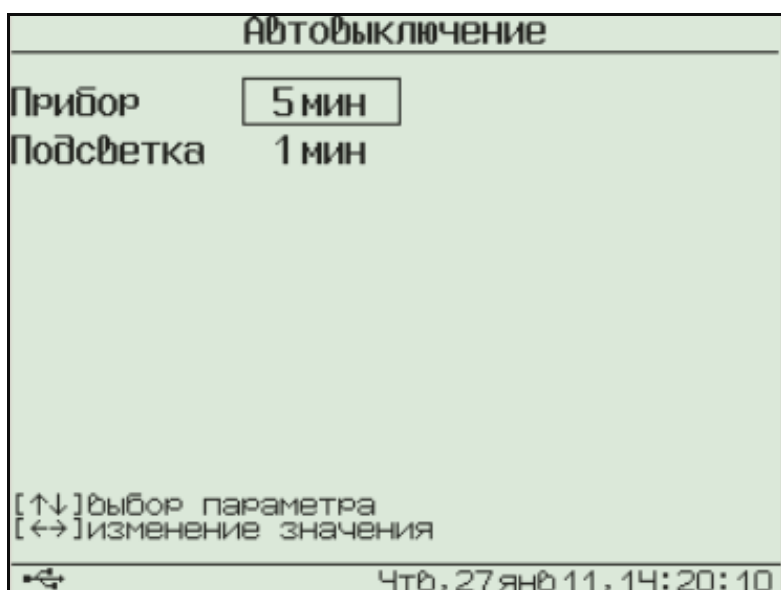 Автовыключение
Прибор 5 мин
Подсветка 1 мин
[↑↓]выбор параметра
[←→]изменение значения
Чтв,27янв11,14:20:10